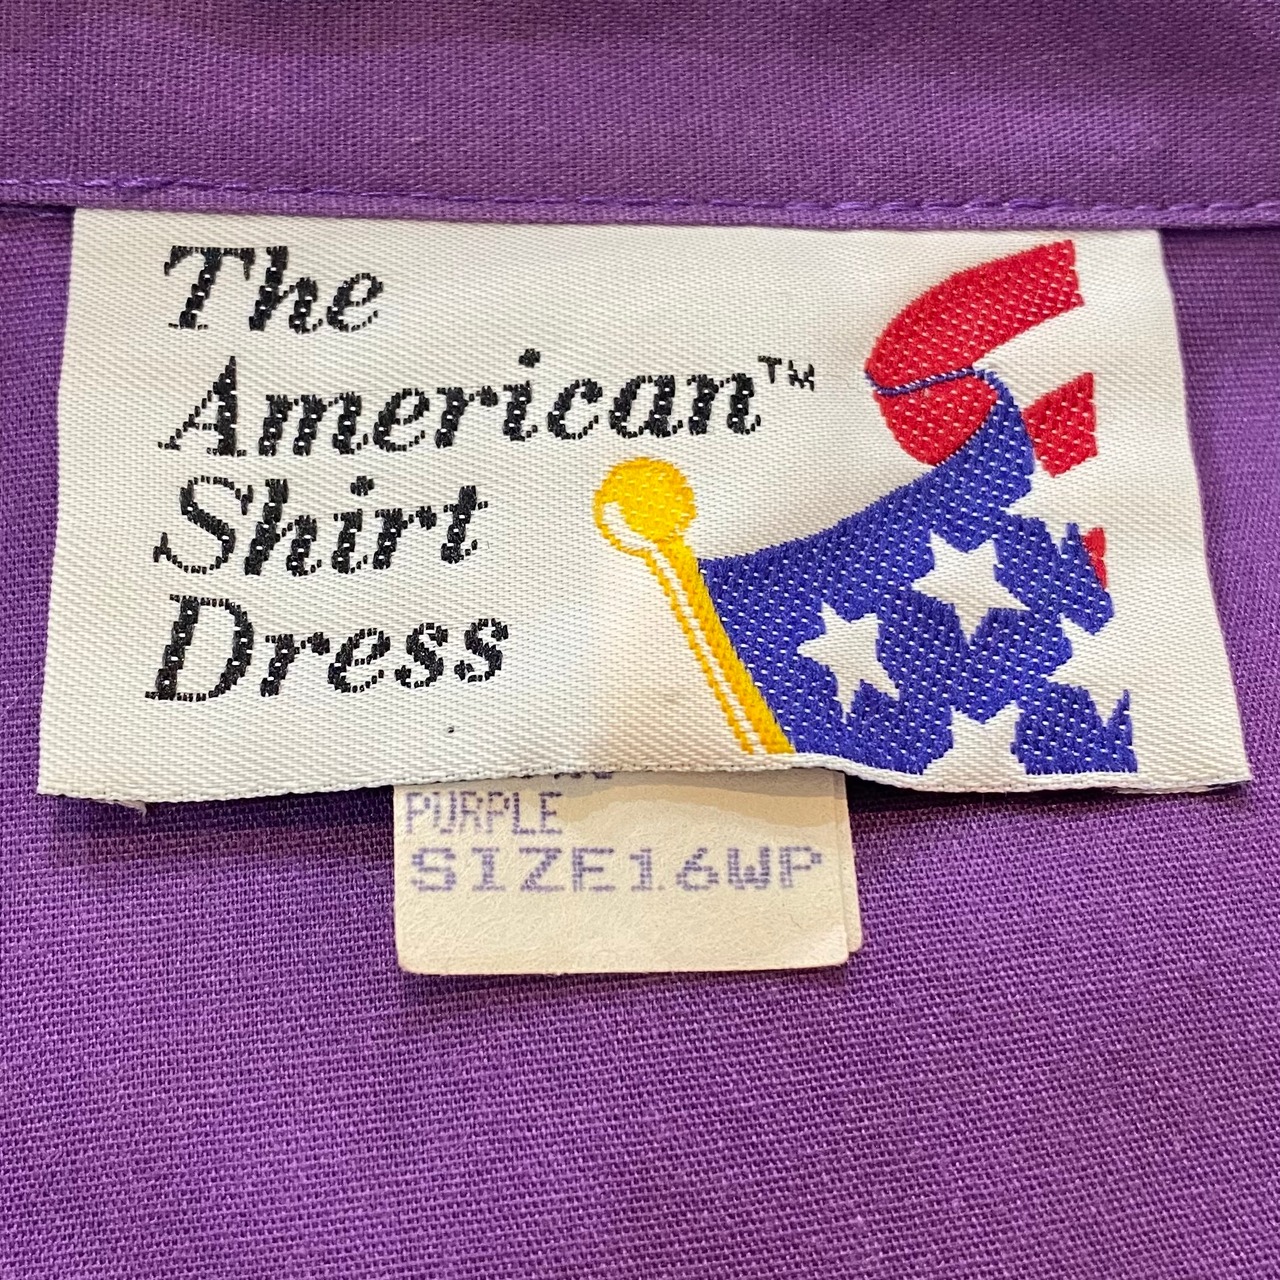 The
American™
Shirt
Dress
PURPLE
SIZE16WP